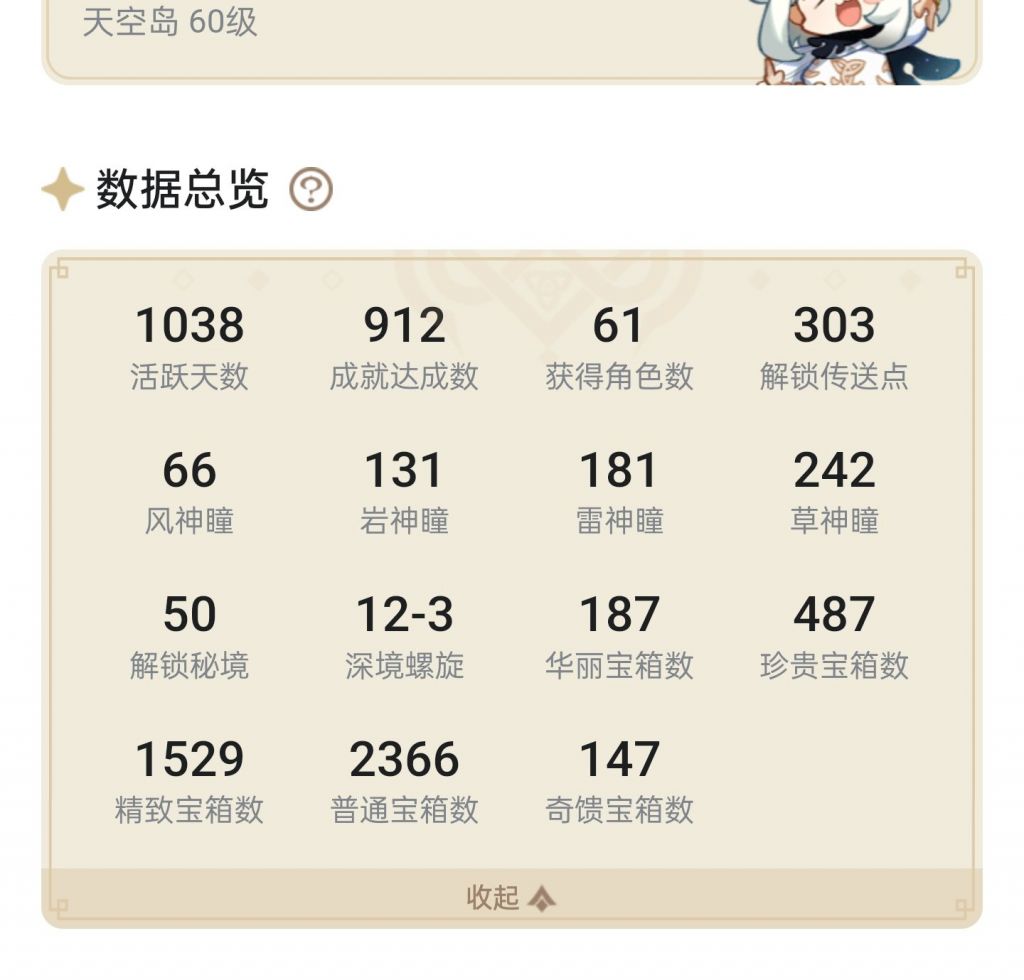 天空岛 60级
数据总览 ?
1038 912 61 303
活跃天数 成就达成数 获得角色数 解锁传送点
66 131 181 242
风神瞳 岩神瞳 雷神瞳 草神瞳
50 12-3 187 487
解锁秘境 深境螺旋 华丽宝箱数 珍贵宝箱数
1529 2366 147
精致宝箱数 普通宝箱数 奇馈宝箱数
收起